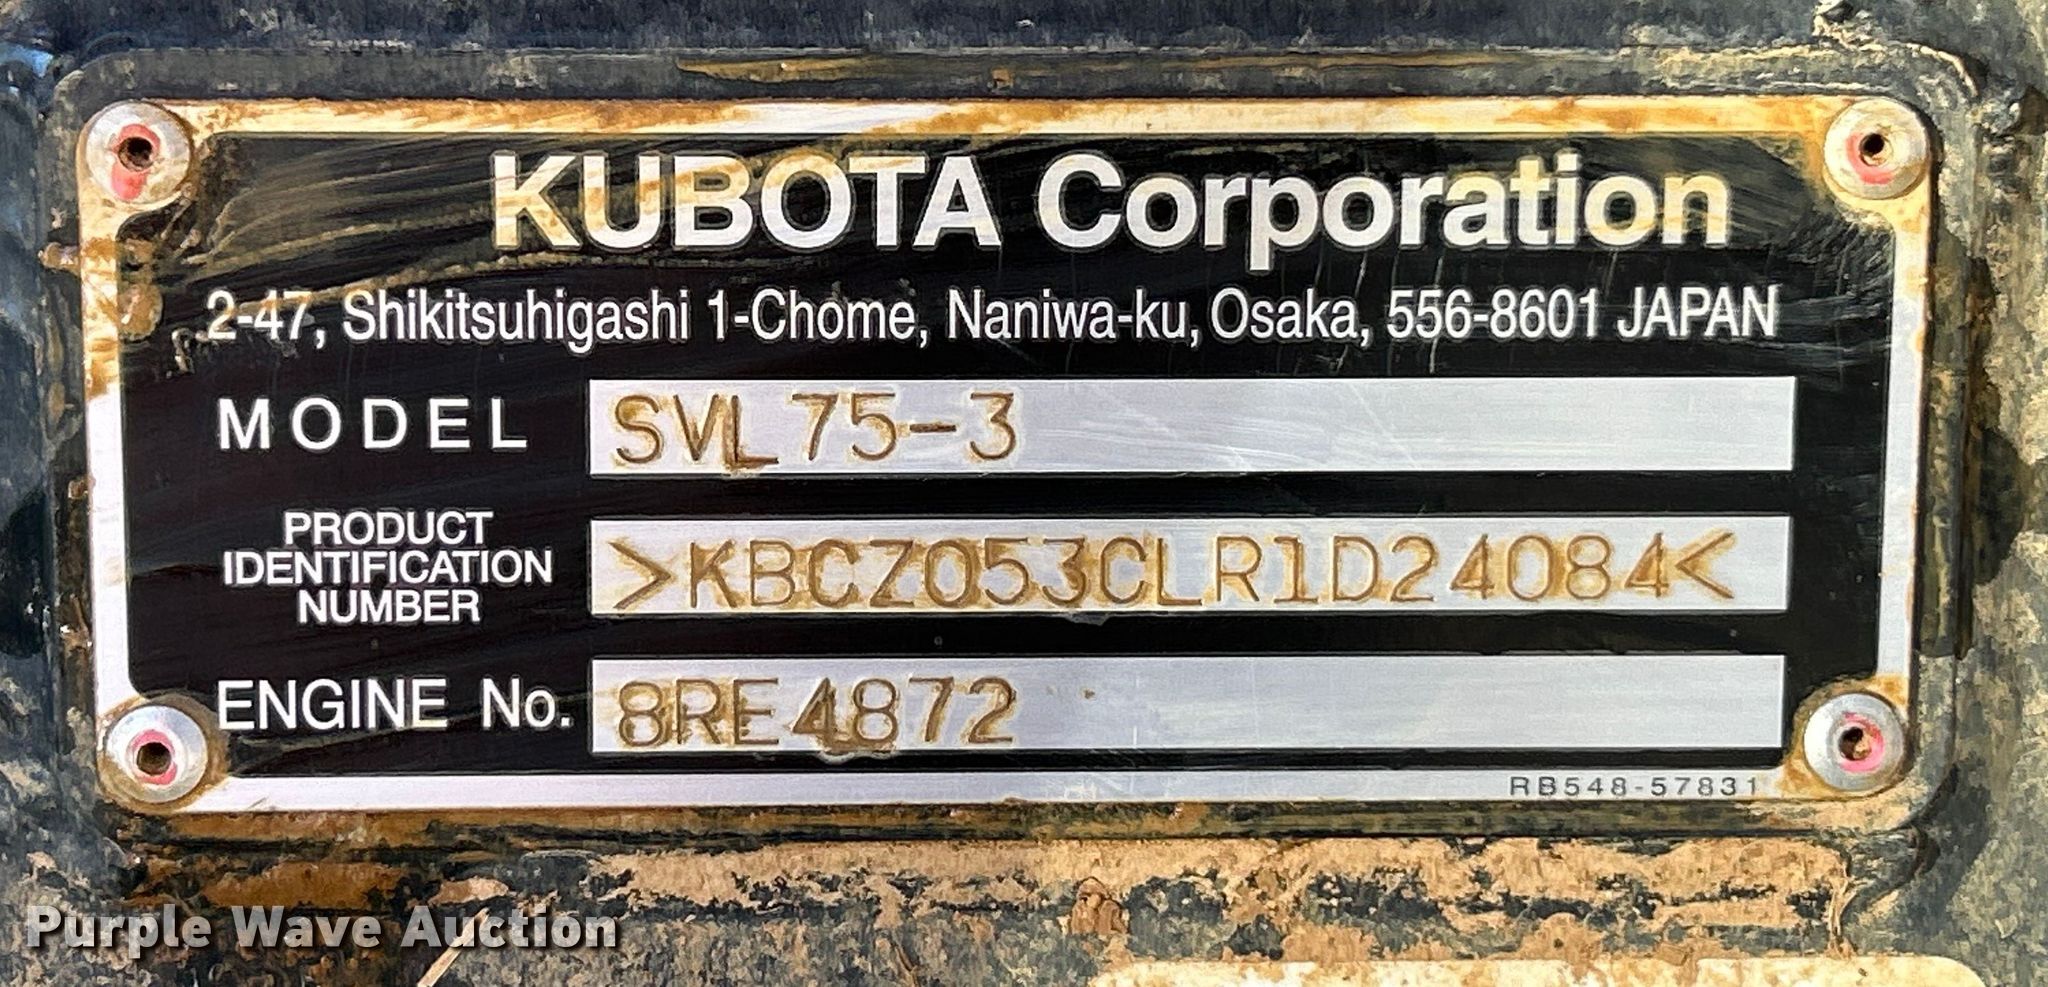 KUBOTA Corporation
2-47, Shikitsuhigashi 1-Chome, Naniwa-ku, Osaka, 556-8601 JAPAN
MODEL SVL75-3
PRODUCT
IDENTIFICATION
NUMBER
>KBCZ053CLR1D24084<
ENGINE No. 8RE4872
RB548-57831
Purple Wave Auction